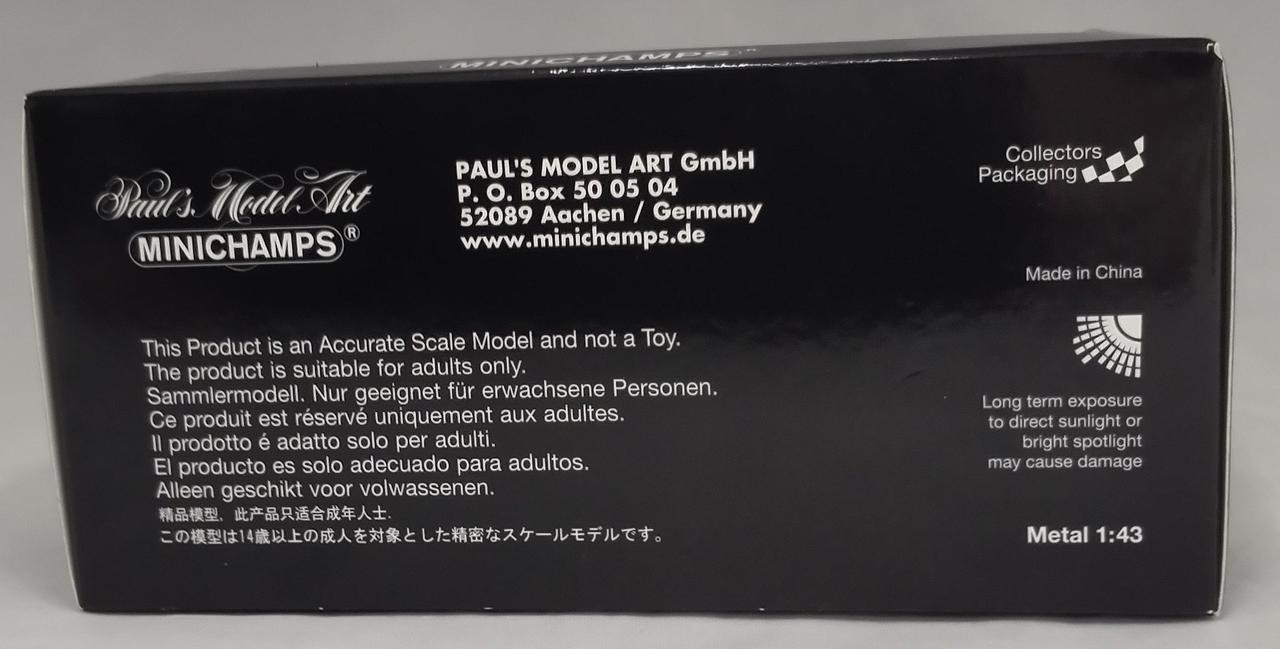 MINICHAMPS
Paul's Model Art
MINICHAMPS®
PAUL'S MODEL ART GmbH
P. O. Box 50 05 04
52089 Aachen / Germany
www.minichamps.de
Collectors
Packaging
Made in China
This Product is an Accurate Scale Model and not a Toy.
The product is suitable for adults only.
Sammlermodell. Nur geeignet für erwachsene Personen.
Ce produit est réservé uniquement aux adultes.
Il prodotto é adatto solo per adulti.
El producto es solo adecuado para adultos.
Alleen geschikt voor volwassenen.
精品模型，此产品只适合成年人士.
この模型は14歳以上の成人を対象とした精密なスケールモデルです。
Long term exposure
to direct sunlight or
bright spotlight
may cause damage
Metal 1:43